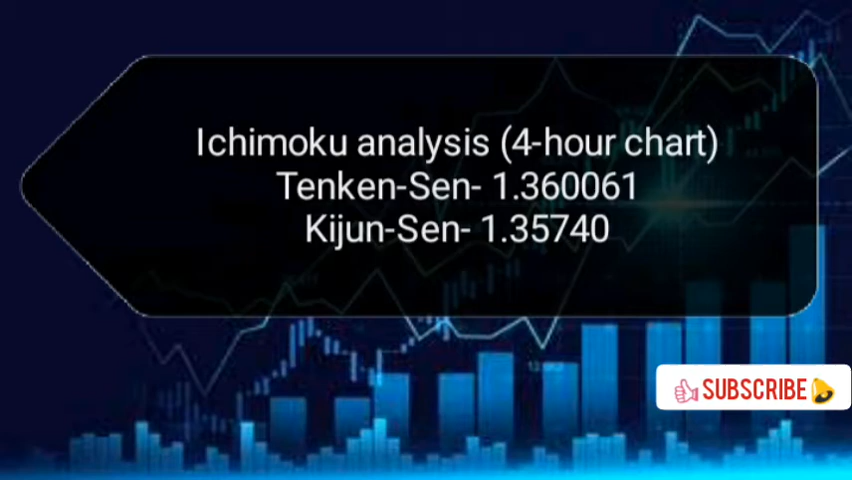 Ichimoku analysis (4-hour chart)
Tenken-Sen- 1.360061
Kijun-Sen- 1.35740
SUBSCRIBE